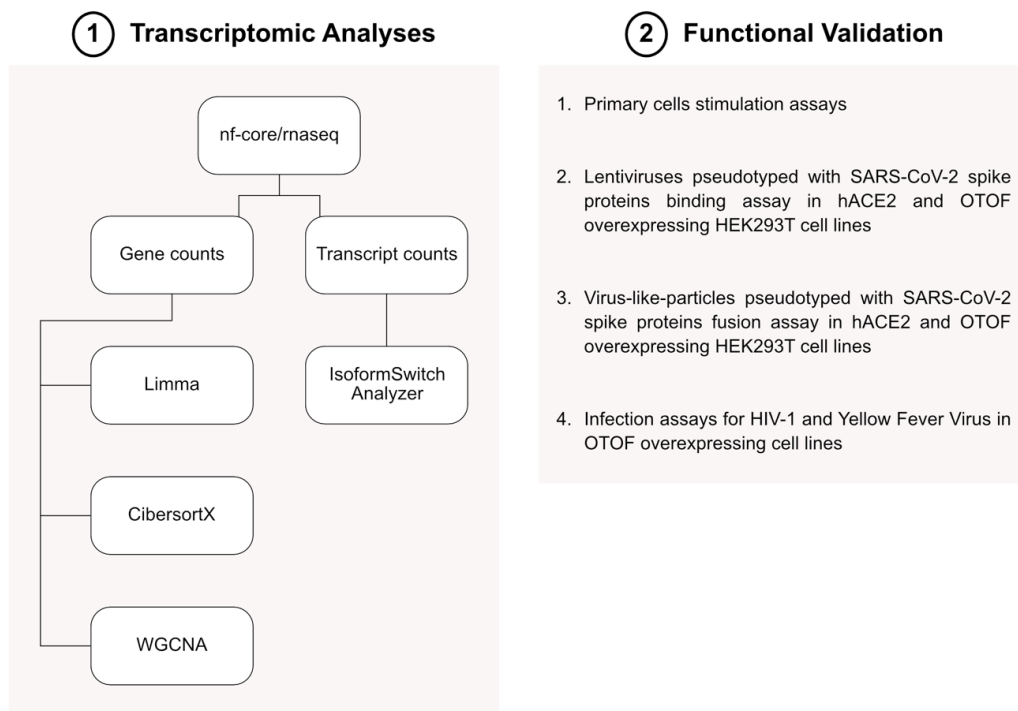 1 Transcriptomic Analyses
nf-core/rnaseq
Gene counts
Transcript counts
Limma
IsoformSwitch
Analyzer
CibersortX
WGCNA
2 Functional Validation
1. Primary cells stimulation assays
2. Lentiviruses pseudotyped with SARS-CoV-2 spike
proteins binding assay in hACE2 and OTOF
overexpressing HEK293T cell lines
3. Virus-like-particles pseudotyped with SARS-CoV-2
spike proteins fusion assay in hACE2 and OTOF
overexpressing HEK293T cell lines
4. Infection assays for HIV-1 and Yellow Fever Virus in
OTOF overexpressing cell lines